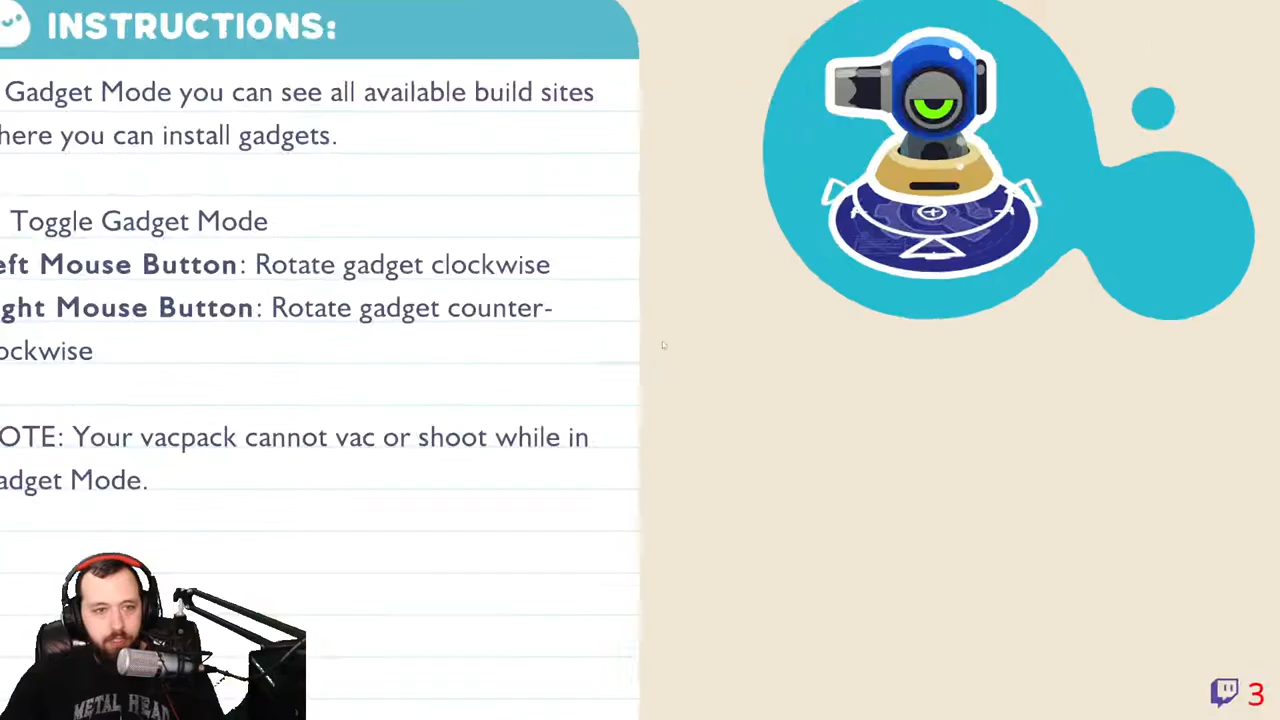 INSTRUCTIONS:
Gadget Mode you can see all available build sites
here you can install gadgets.
Toggle Gadget Mode
eft Mouse Button: Rotate gadget clockwise
ght Mouse Button: Rotate gadget counter-
ockwise
OTE: Your vacpack cannot vac or shoot while in
adget Mode.
METAL HEAD
3